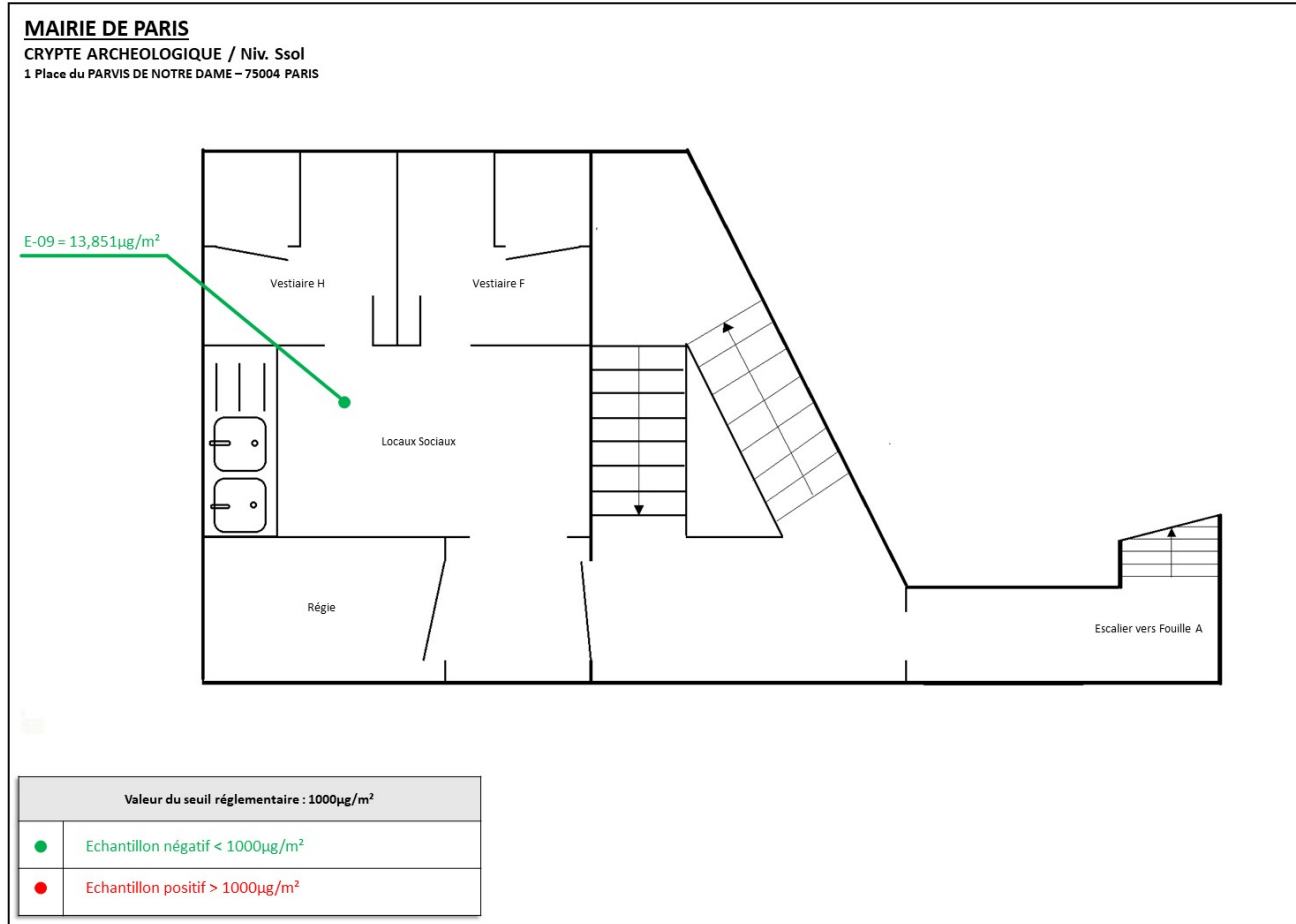 MAIRIE DE PARIS
CRYPTE ARCHEOLOGIQUE / Niv. Ssol
1 Place du PARVIS DE NOTRE DAME – 75004 PARIS
E-09 = 13,851µg/m²
Vestiaire H
Vestiaire F
Locaux Sociaux
Régie
Escalier vers Fouille A
Valeur du seuil réglementaire : 1000µg/m²
Echantillon négatif < 1000µg/m²
Echantillon positif > 1000µg/m²